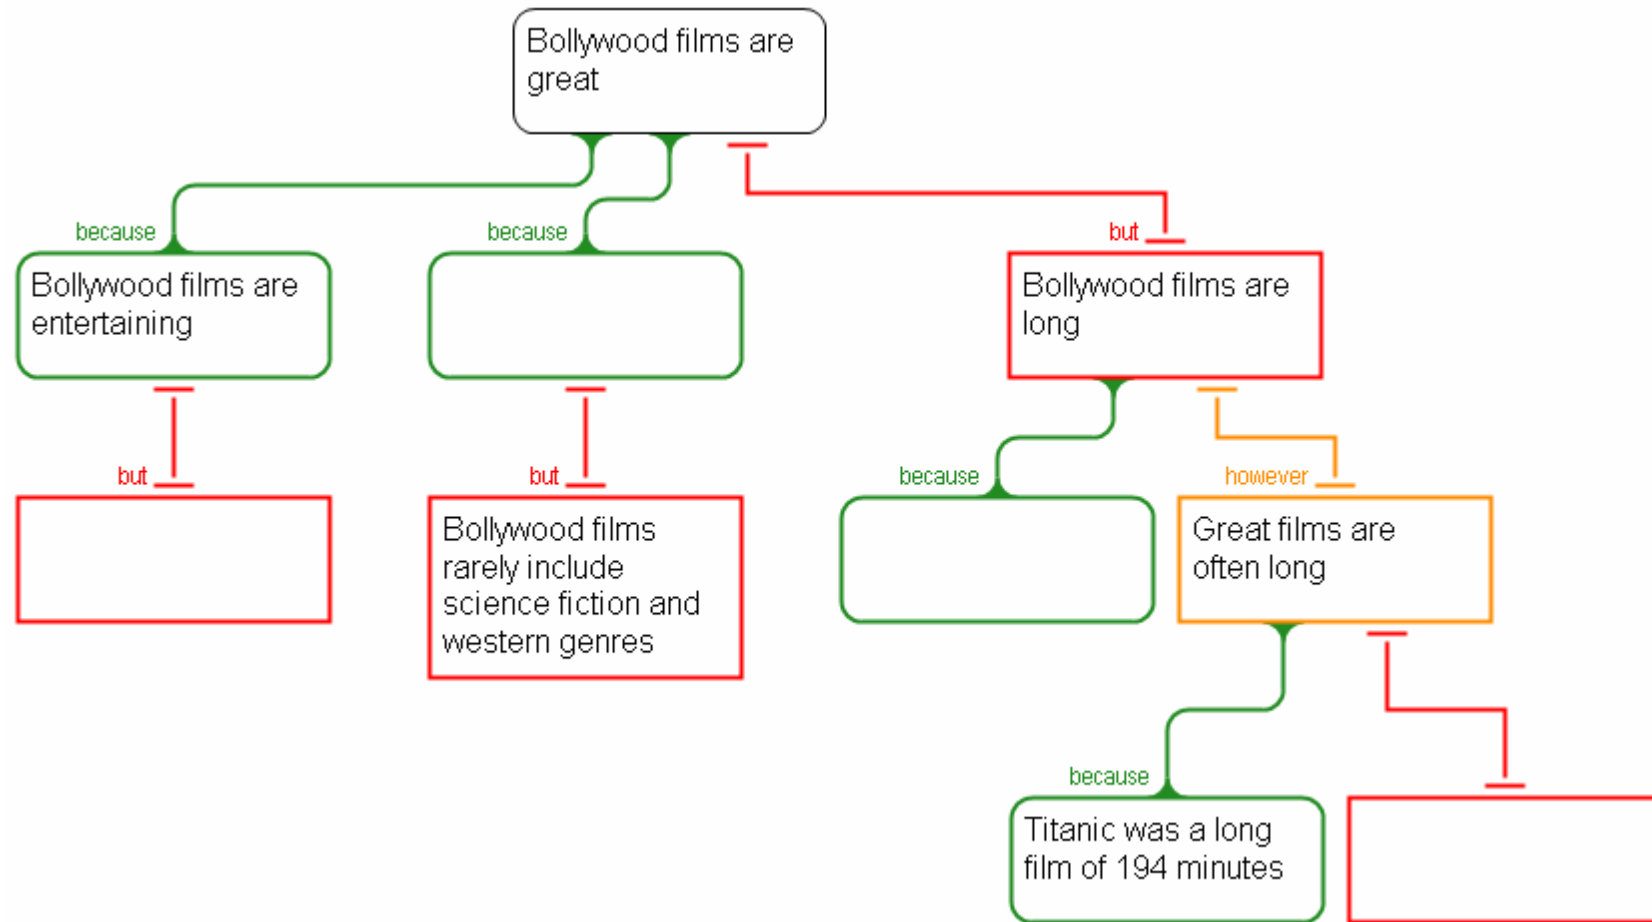 Bollywood films are
great
because
because
but
Bollywood films are
entertaining
Bollywood films are
long
but
but
because
however
Bollywood films
rarely include
science fiction and
western genres
Great films are
often long
because
Titanic was a long
film of 194 minutes